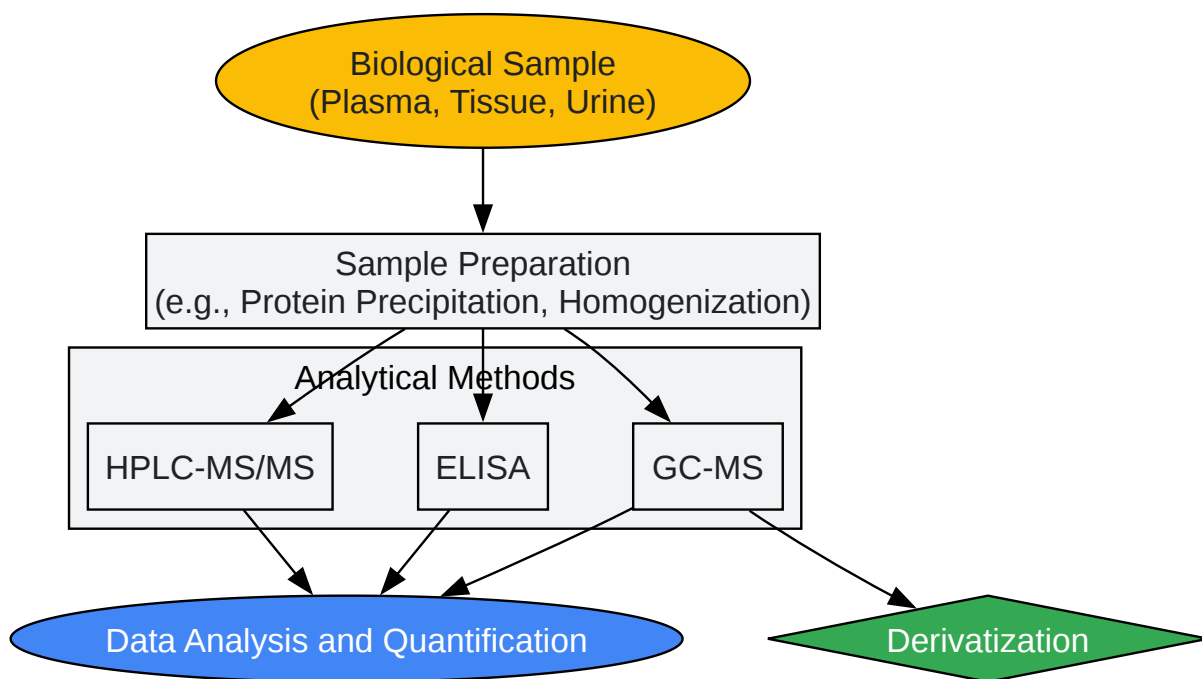 Biological Sample
(Plasma, Tissue, Urine)
Sample Preparation
(e.g., Protein Precipitation, Homogenization)
Analytical Methods
HPLC-MS/MS
ELISA
GC-MS
Data Analysis and Quantification
Derivatization